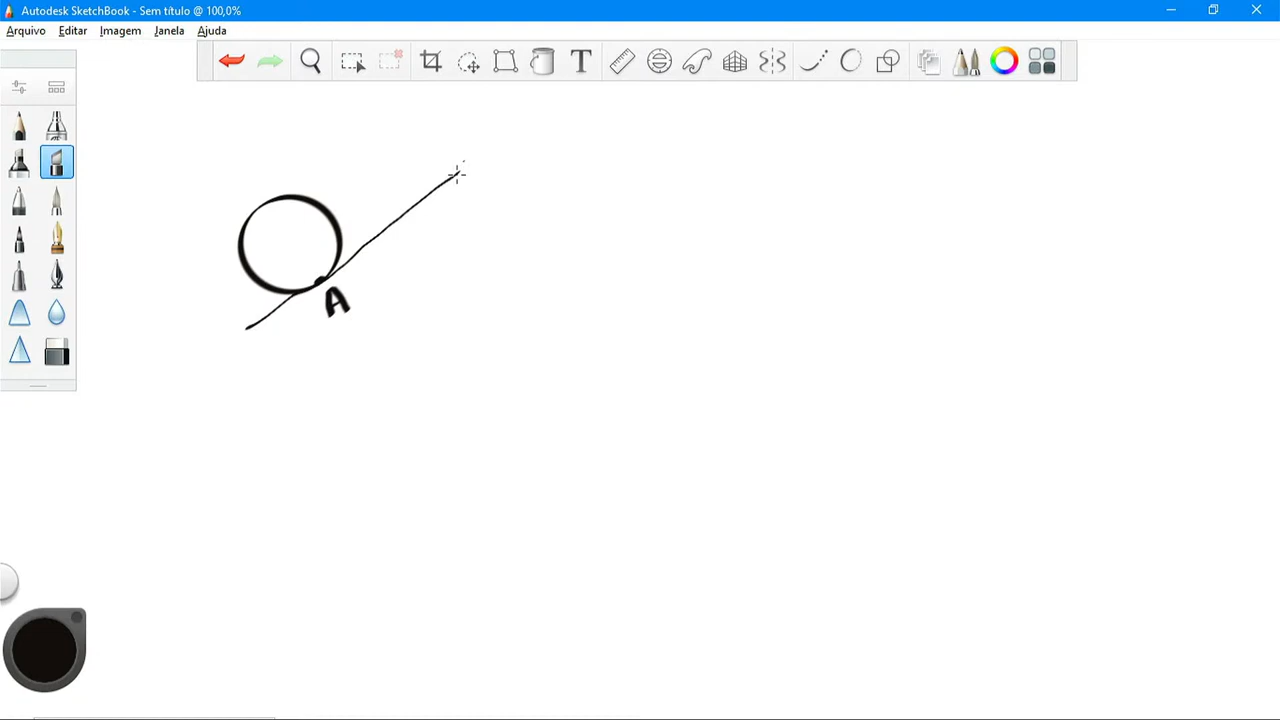 Autodesk SketchBook - Sem título @ 100,0%
Arquivo Editar Imagem Janela Ajuda
T
A